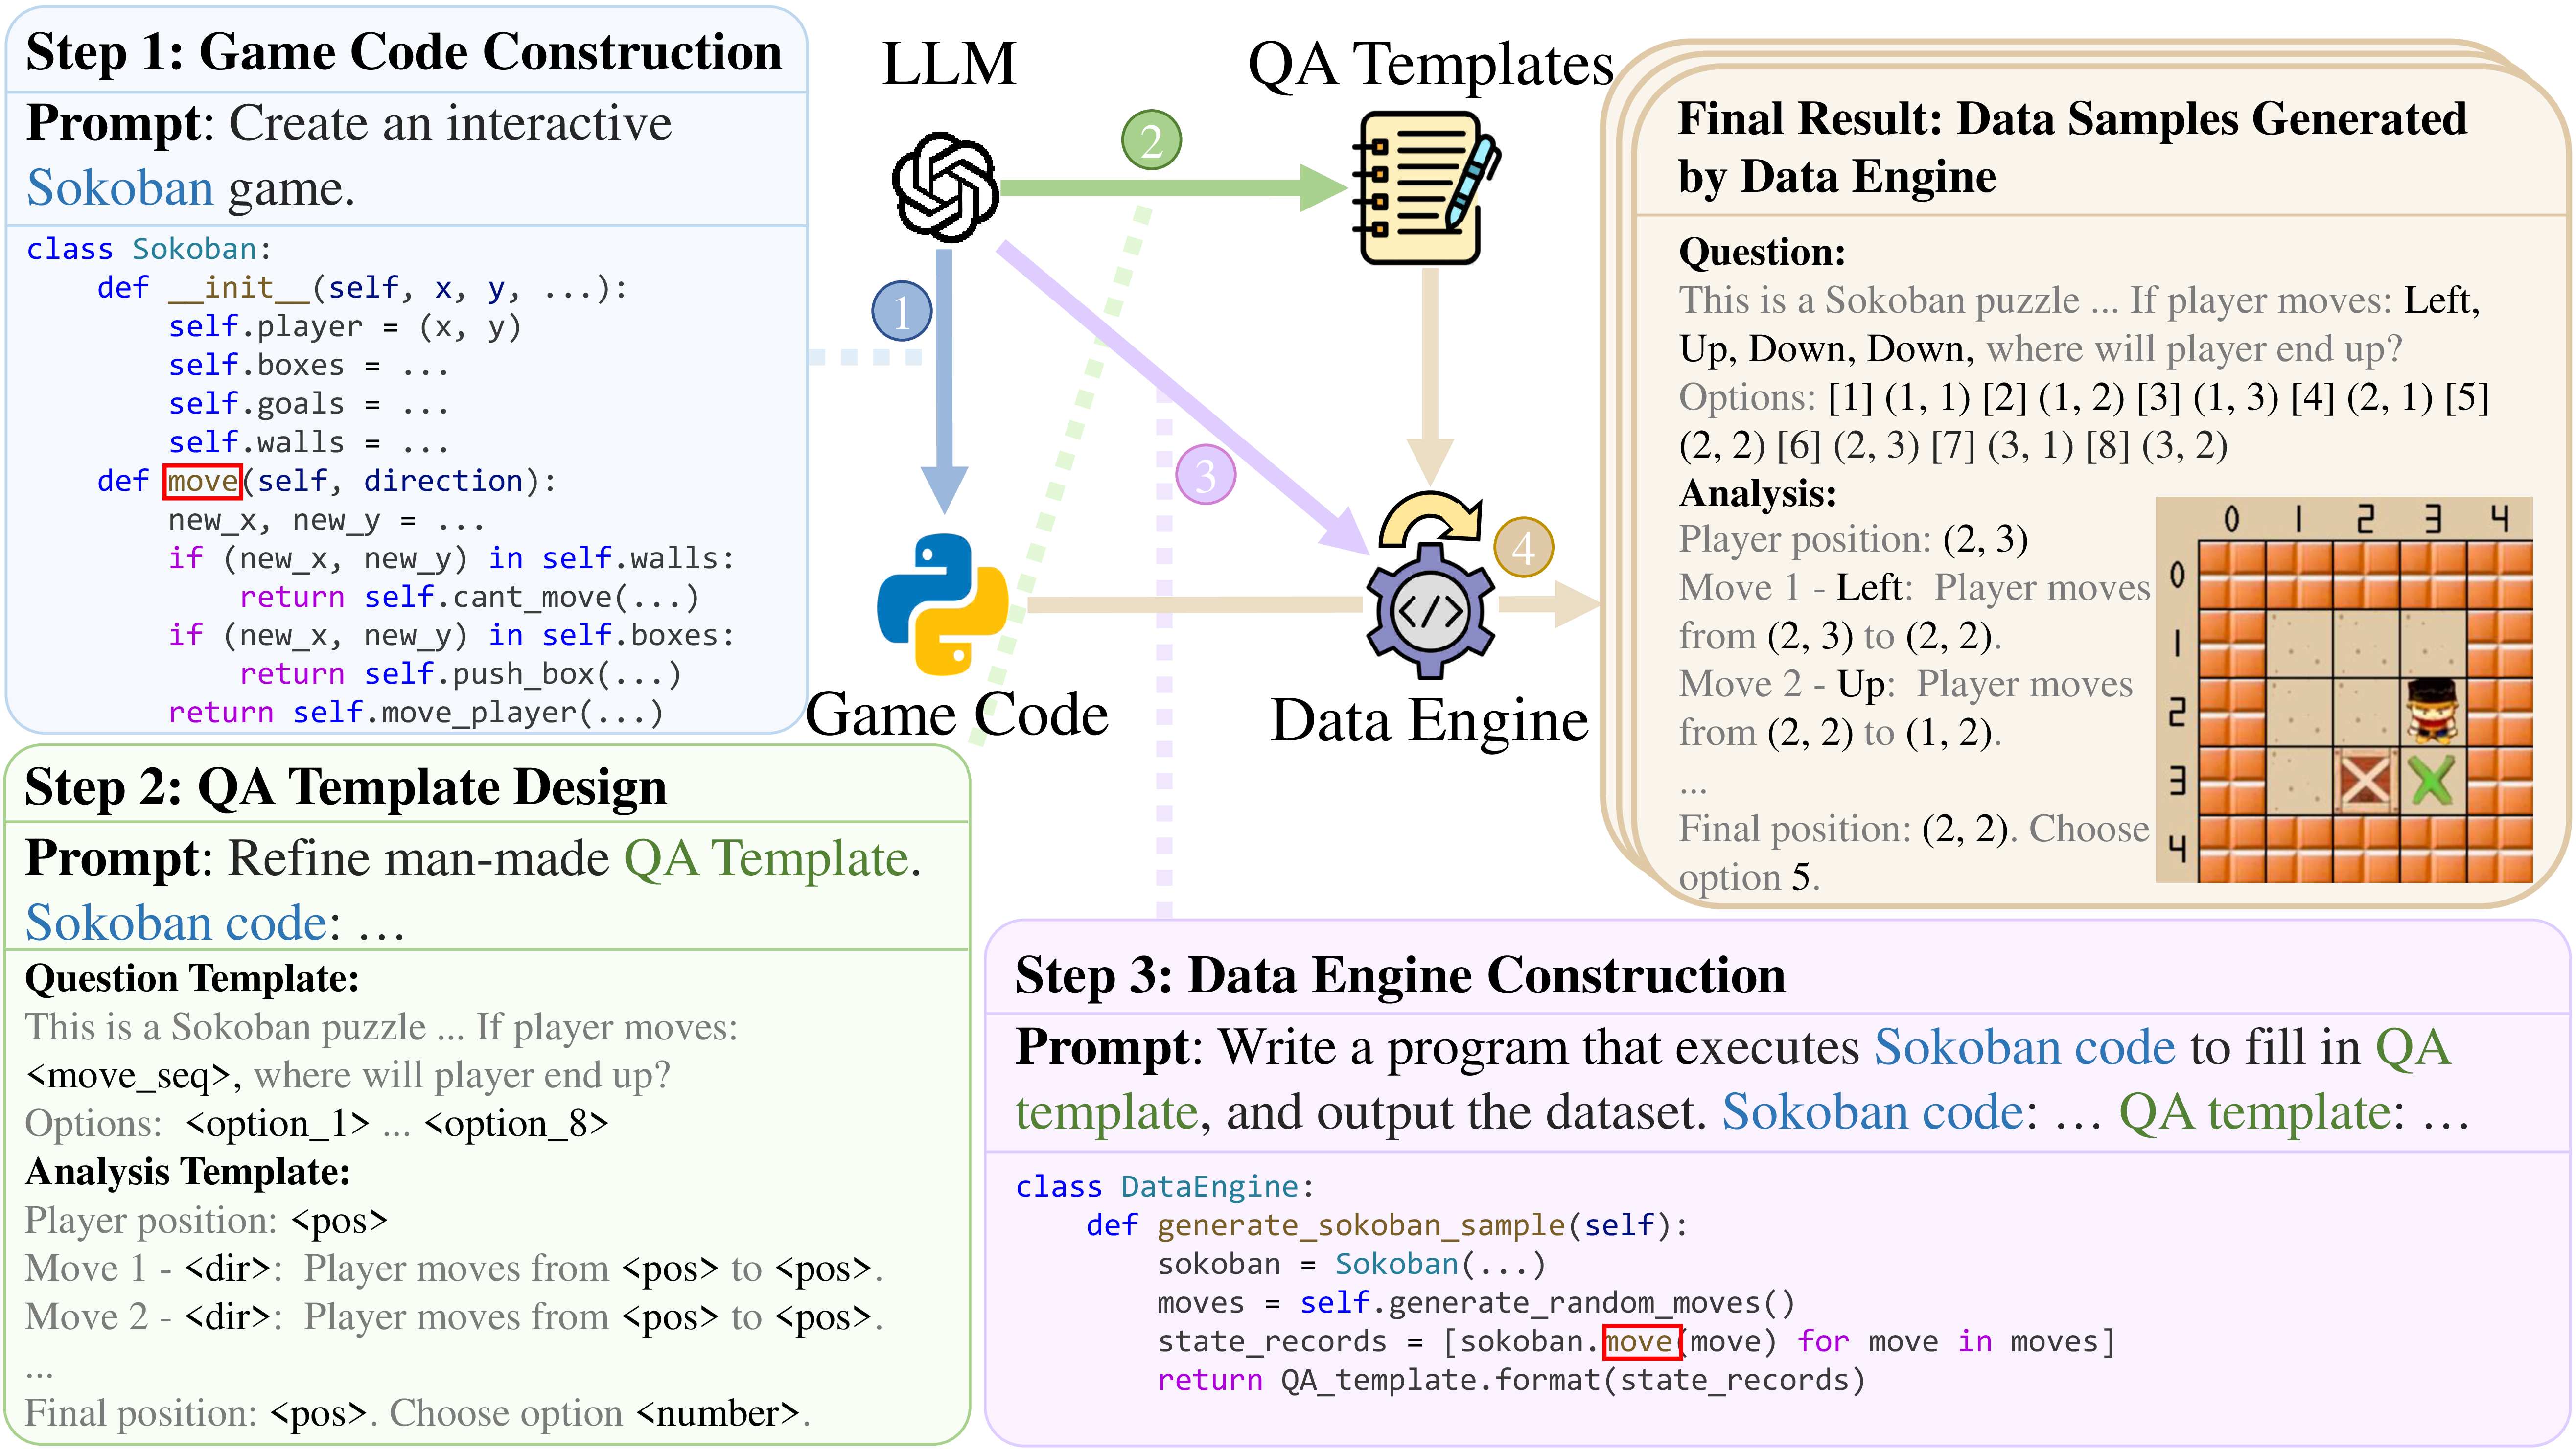 Step 1: Game Code Construction
Prompt: Create an interactive
Sokoban game.
class Sokoban:
    def __init__(self, x, y, ...):
        self.player = (x, y)
        self.boxes = ...
        self.goals = ...
        self.walls = ...
    def move(self, direction):
        new_x, new_y = ...
        if (new_x, new_y) in self.walls:
            return self.cant_move(...)
        if (new_x, new_y) in self.boxes:
            return self.push_box(...)
        return self.move_player(...)
LLM
QA Templates
2
1
3
4
Game Code
Data Engine
Final Result: Data Samples Generated
by Data Engine
Question:
This is a Sokoban puzzle ... If player moves: Left,
Up, Down, Down, where will player end up?
Options: [1] (1, 1) [2] (1, 2) [3] (1, 3) [4] (2, 1) [5]
(2, 2) [6] (2, 3) [7] (3, 1) [8] (3, 2)
Analysis:
Player position: (2, 3)
Move 1 - Left: Player moves
from (2, 3) to (2, 2).
Move 2 - Up: Player moves
from (2, 2) to (1, 2).
...
Final position: (2, 2). Choose
option 5.
0 1 2 3 4
0
1
2
3
4
Step 2: QA Template Design
Prompt: Refine man-made QA Template.
Sokoban code: …
Question Template:
This is a Sokoban puzzle ... If player moves:
<move_seq>, where will player end up?
Options: <option_1> ... <option_8>
Analysis Template:
Player position: <pos>
Move 1 - <dir>: Player moves from <pos> to <pos>.
Move 2 - <dir>: Player moves from <pos> to <pos>.
...
Final position: <pos>. Choose option <number>.
Step 3: Data Engine Construction
Prompt: Write a program that executes Sokoban code to fill in QA
template, and output the dataset. Sokoban code: … QA template: …
class DataEngine:
    def generate_sokoban_sample(self):
        sokoban = Sokoban(...)
        moves = self.generate_random_moves()
        state_records = [sokoban.move(move) for move in moves]
        return QA_template.format(state_records)